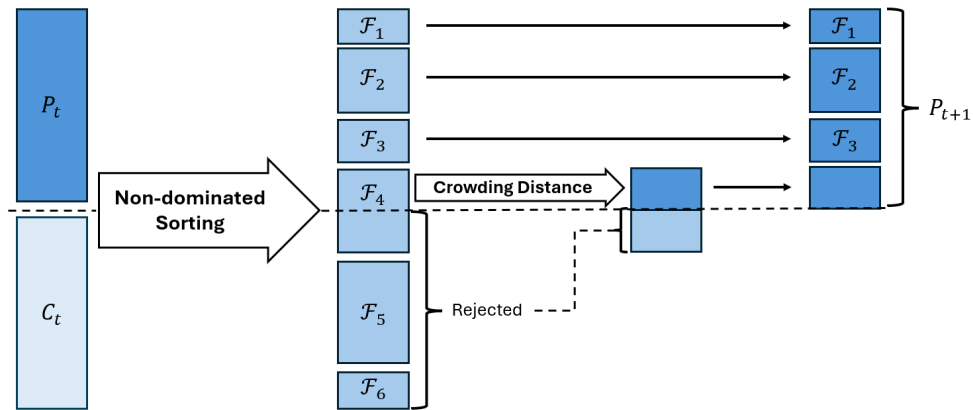 P_t
C_t
Non-dominated
Sorting
ℱ_1
ℱ_2
ℱ_3
ℱ_4
ℱ_5
ℱ_6
Crowding Distance
Rejected
ℱ_1
ℱ_2
ℱ_3
P_{t+1}